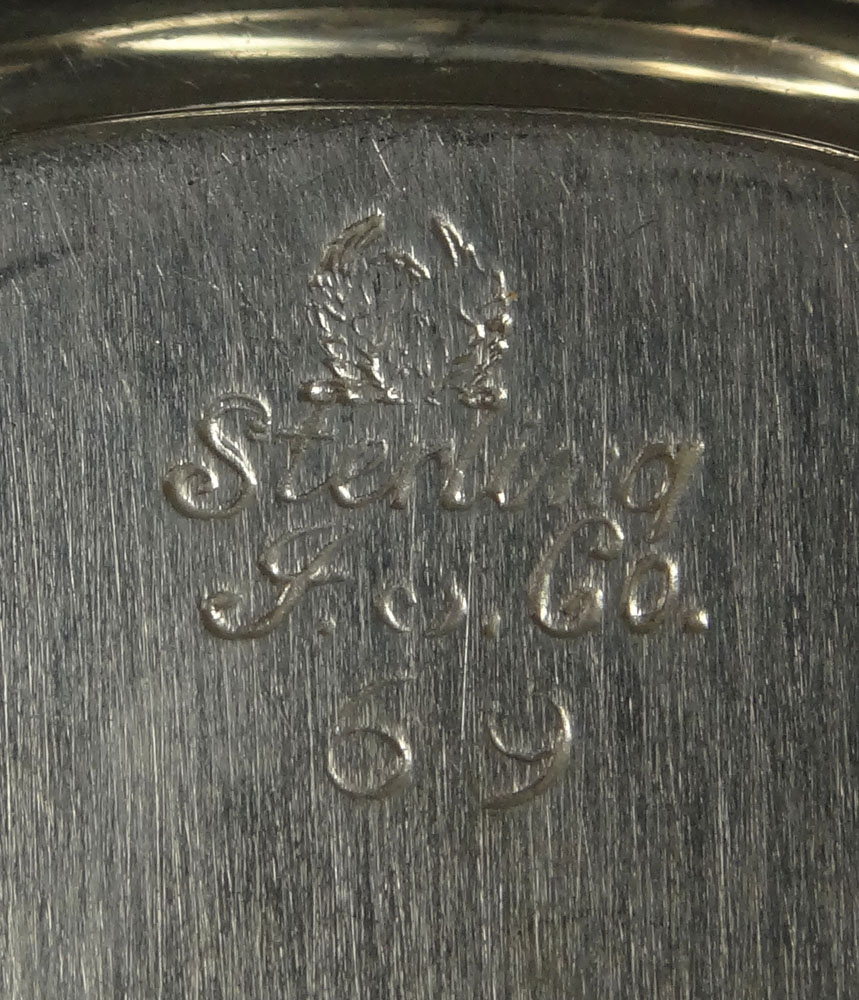 Sterling
I. S. Co.
69